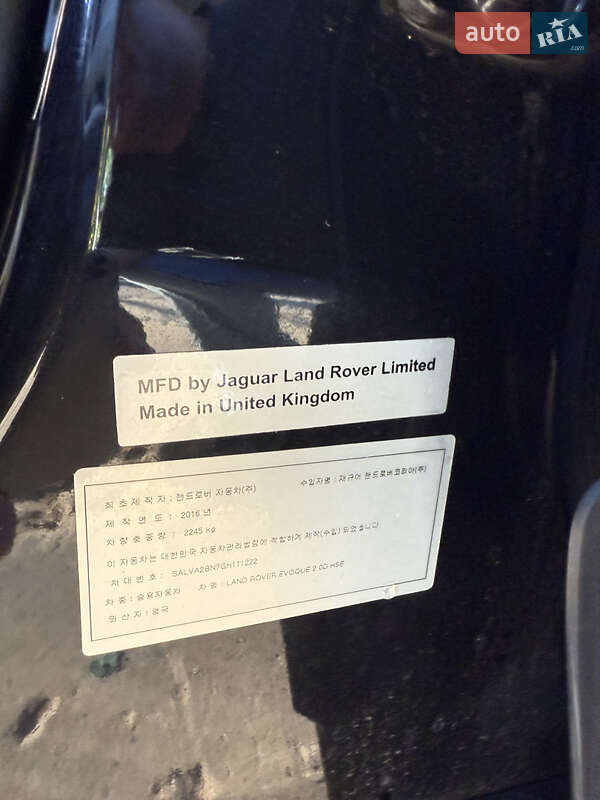 auto RIA.com
MFD by Jaguar Land Rover Limited
Made in United Kingdom
최초제작자 : 랜드로버 자동차(주) 수입자명 : 재규어 랜드로버코리아(주)
제 작 연 도 : 2016 년
차 량 총 중 량 : 2245 kg
이 자동차는 대한민국 자동차관리법령에 적합하게 제작(수입) 되었습니다
차 대 번 호 : SALVA2BN7GH111222
차 종 : 승용자동차 차 명 : LAND ROVER EVOQUE 2.0D HSE
원 산 지 : 영국